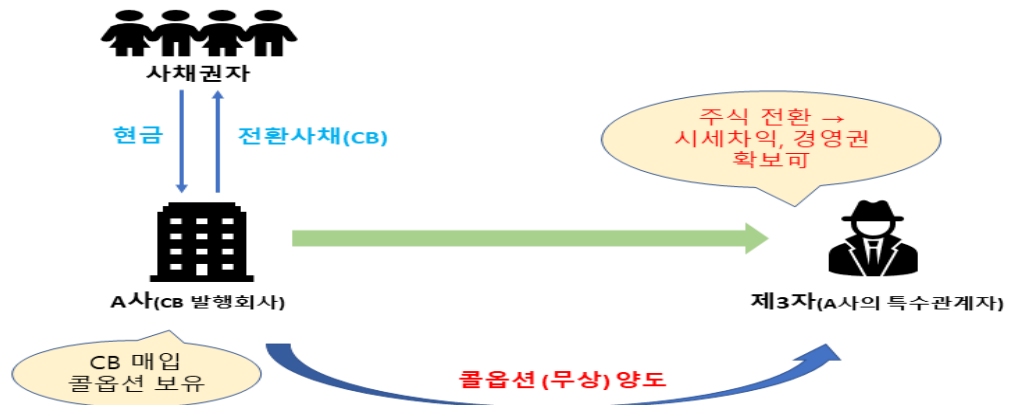 사채권자
현금
전환사채(CB)
주식 전환 →
시세차익, 경영권
확보可
A사(CB 발행회사)
제3자(A사의 특수관계자)
CB 매입
콜옵션 보유
콜옵션 (무상) 양도